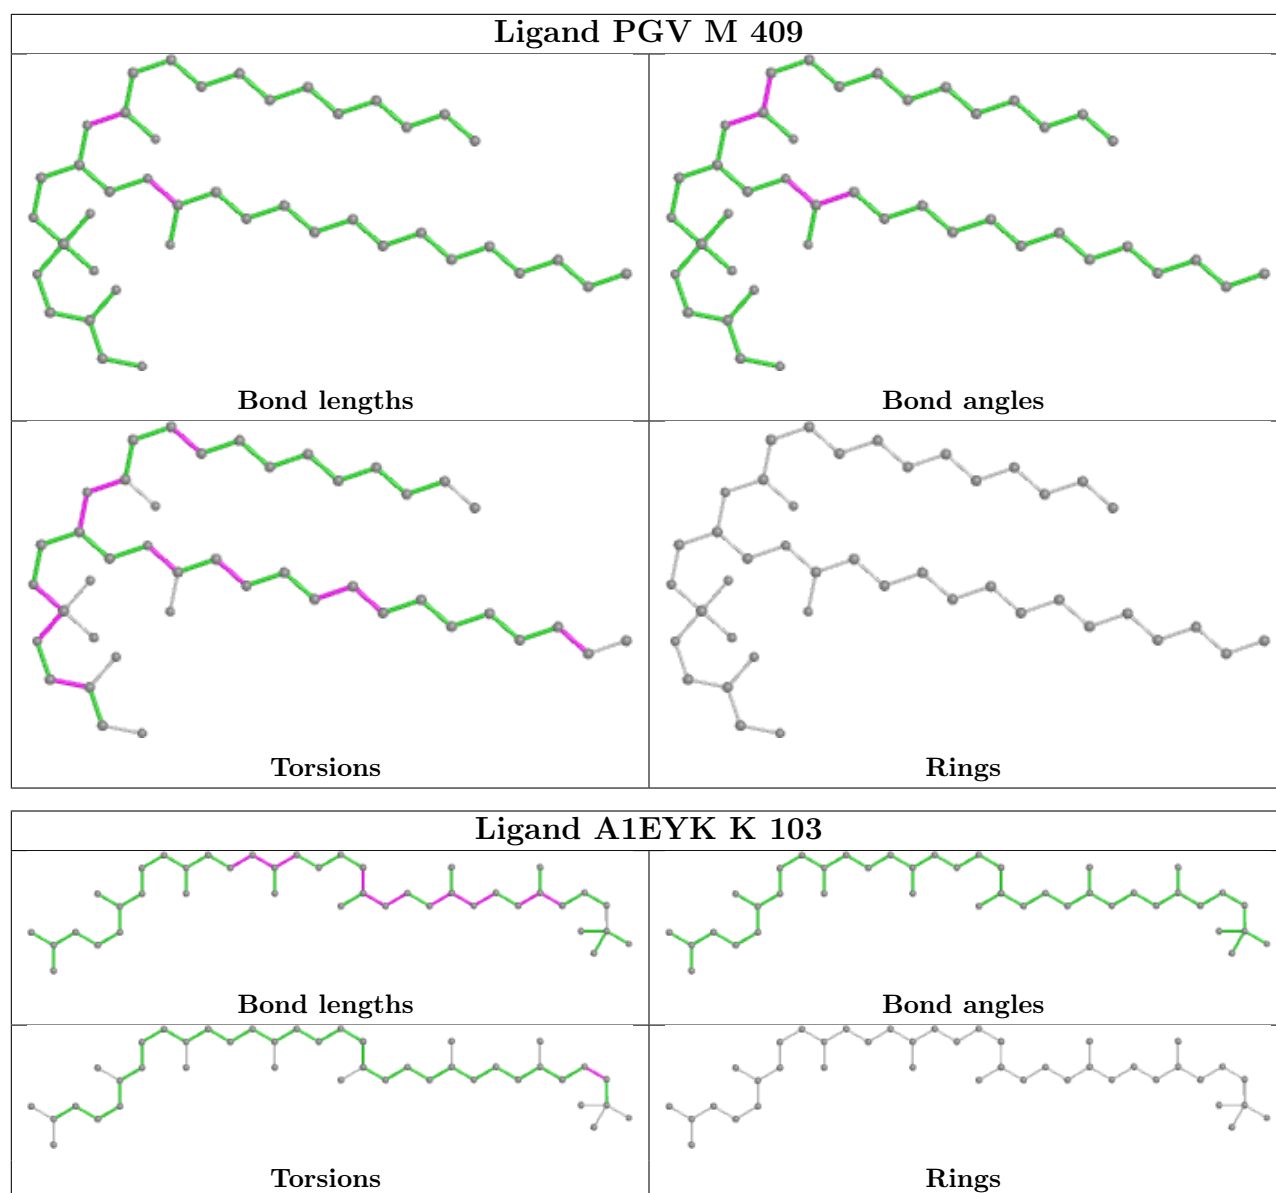 Ligand PGV M 409
Bond lengths
Bond angles
Torsions
Rings
Ligand A1EYK K 103
Bond lengths
Bond angles
Torsions
Rings